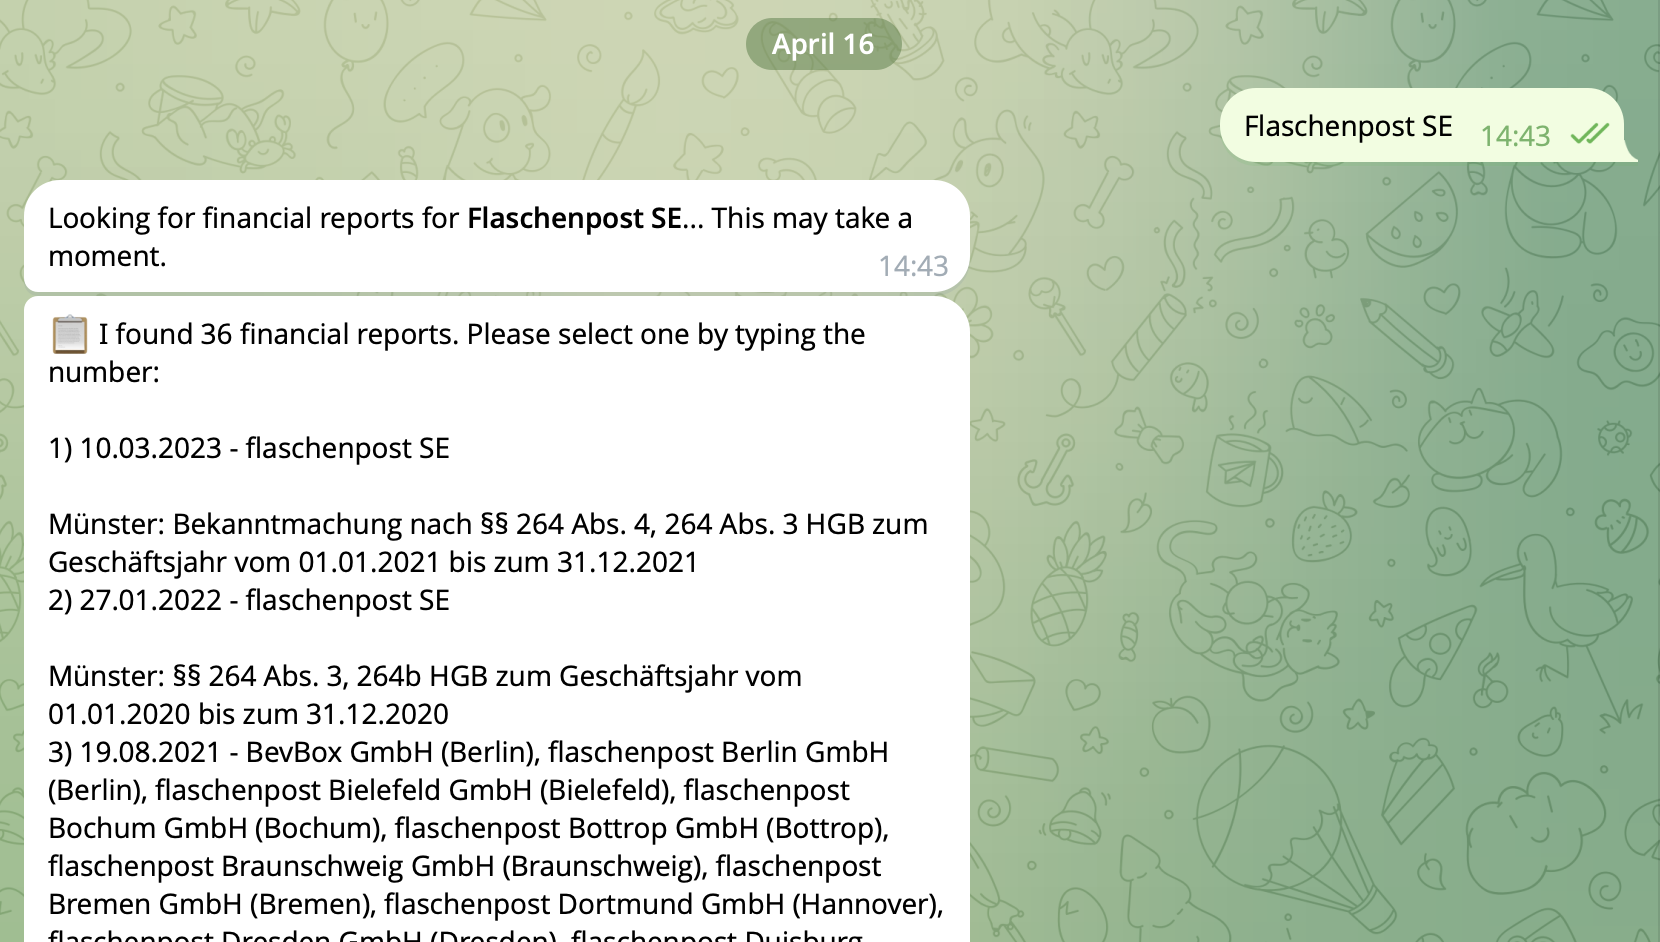 April 16
Flaschenpost SE 14:43
Looking for financial reports for Flaschenpost SE... This may take a
moment.
14:43
I found 36 financial reports. Please select one by typing the
number:
1) 10.03.2023 - flaschenpost SE
Münster: Bekanntmachung nach §§ 264 Abs. 4, 264 Abs. 3 HGB zum
Geschäftsjahr vom 01.01.2021 bis zum 31.12.2021
2) 27.01.2022 - flaschenpost SE
Münster: §§ 264 Abs. 3, 264b HGB zum Geschäftsjahr vom
01.01.2020 bis zum 31.12.2020
3) 19.08.2021 - BevBox GmbH (Berlin), flaschenpost Berlin GmbH
(Berlin), flaschenpost Bielefeld GmbH (Bielefeld), flaschenpost
Bochum GmbH (Bochum), flaschenpost Bottrop GmbH (Bottrop),
flaschenpost Braunschweig GmbH (Braunschweig), flaschenpost
Bremen GmbH (Bremen), flaschenpost Dortmund GmbH (Hannover),
flaschenpost Dresden GmbH (Dresden), flaschenpost Duisburg